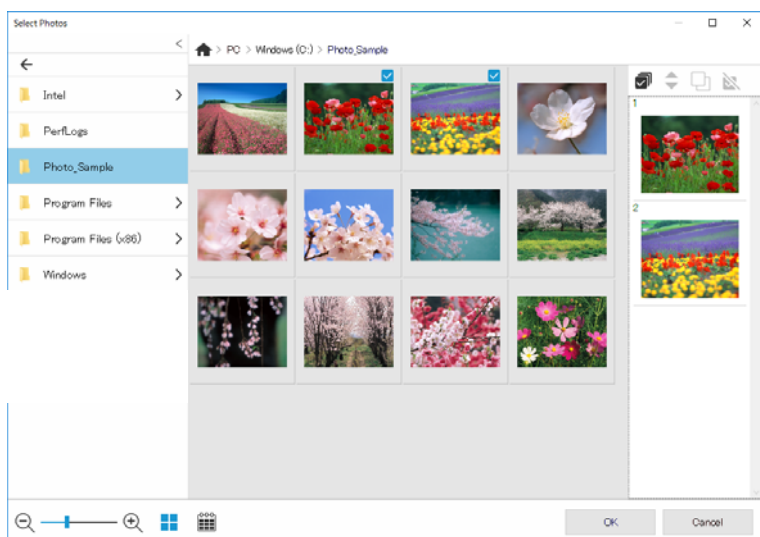 Select Photos
PC > Windows (C:) > Photo_Sample
Intel
PerfLogs
Photo_Sample
Program Files
Program Files (x86)
Windows
1
2
OK
Cancel